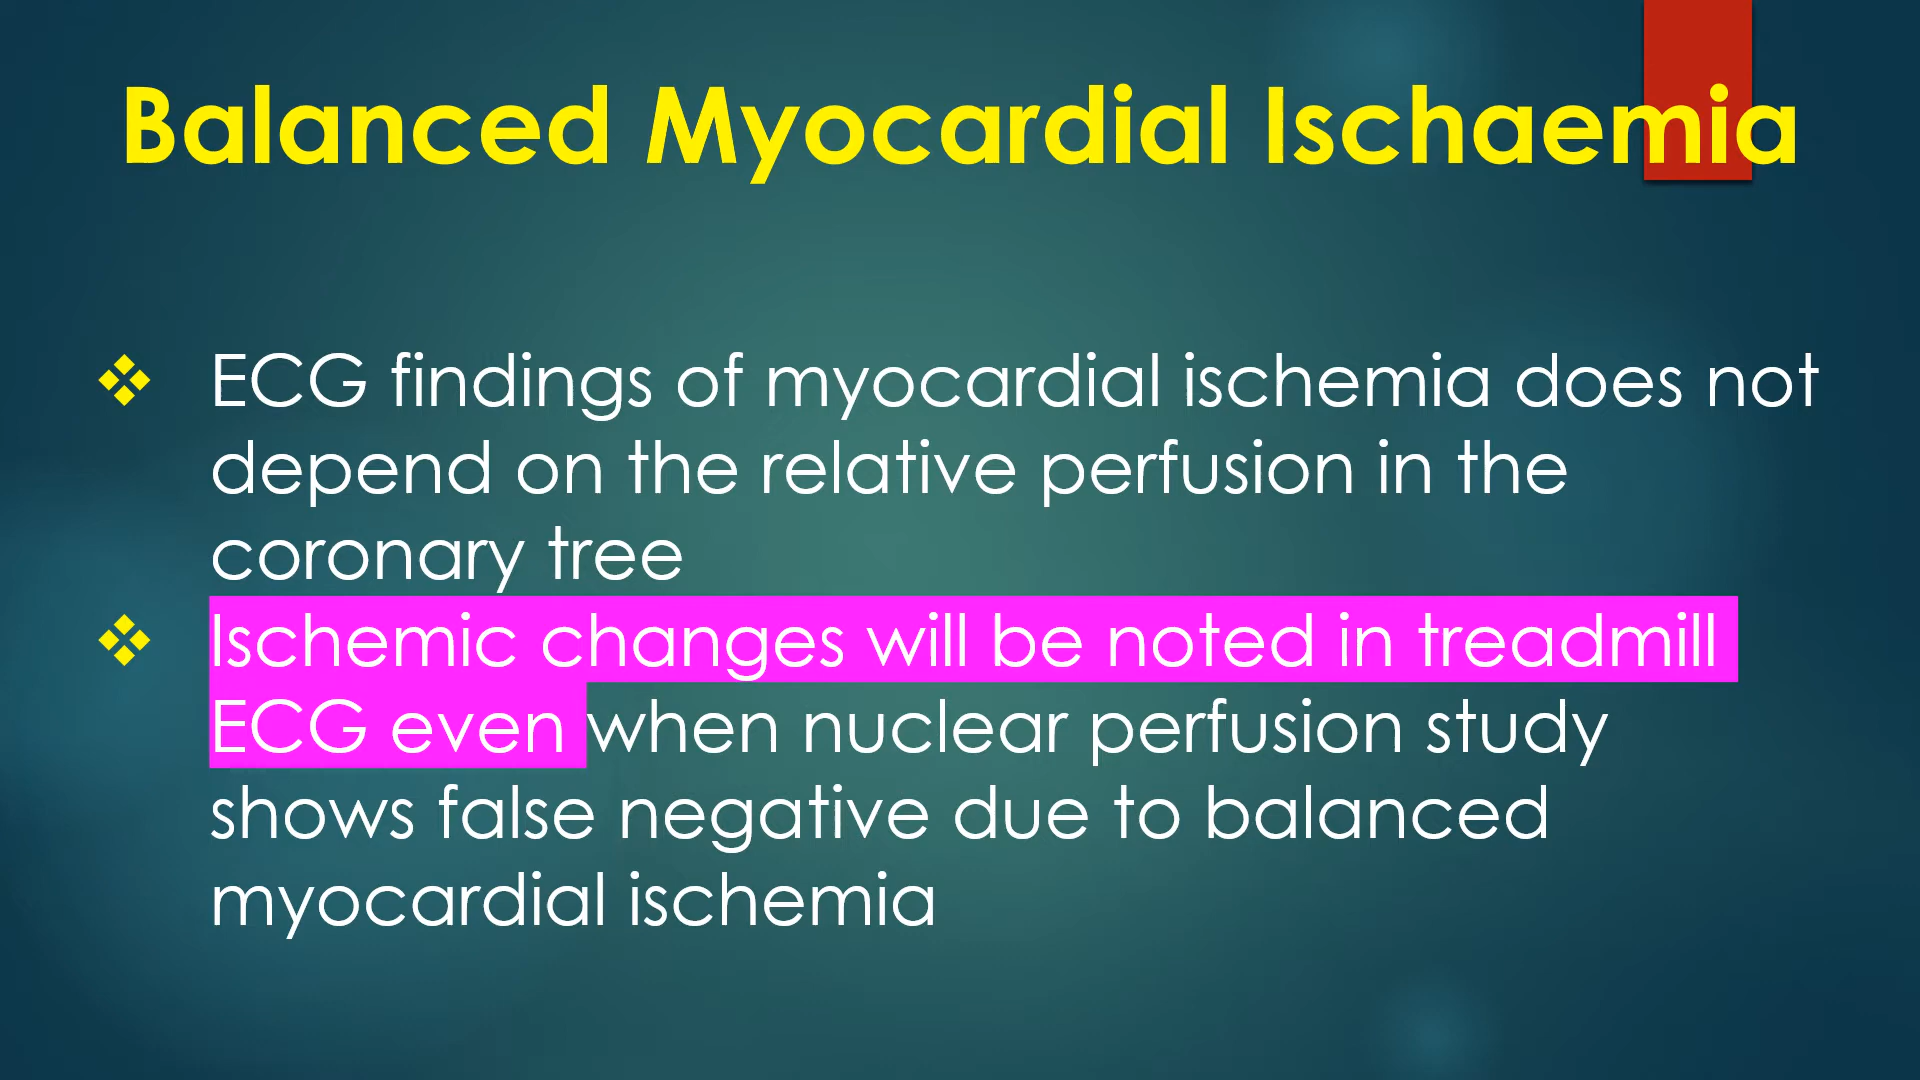 Balanced Myocardial Ischaemia
ECG findings of myocardial ischemia does not
depend on the relative perfusion in the
coronary tree
Ischemic changes will be noted in treadmill
ECG even when nuclear perfusion study
shows false negative due to balanced
myocardial ischemia